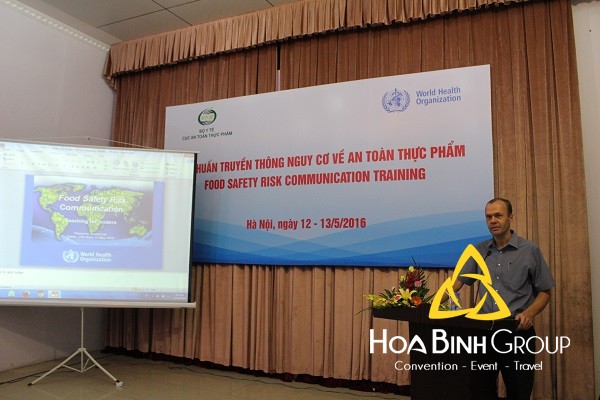 BỘ Y TẾ
CỤC AN TOÀN THỰC PHẨM
World Health
Organization
HUẤN TRUYỀN THÔNG NGUY CƠ VỀ AN TOÀN THỰC PHẨM
FOOD SAFETY RISK COMMUNICATION TRAINING
Hà Nội, ngày 12 - 13/5/2016
Food Safety Risk
Communication
World Health
Organization
HOA BINH GROUP
Convention - Event - Travel